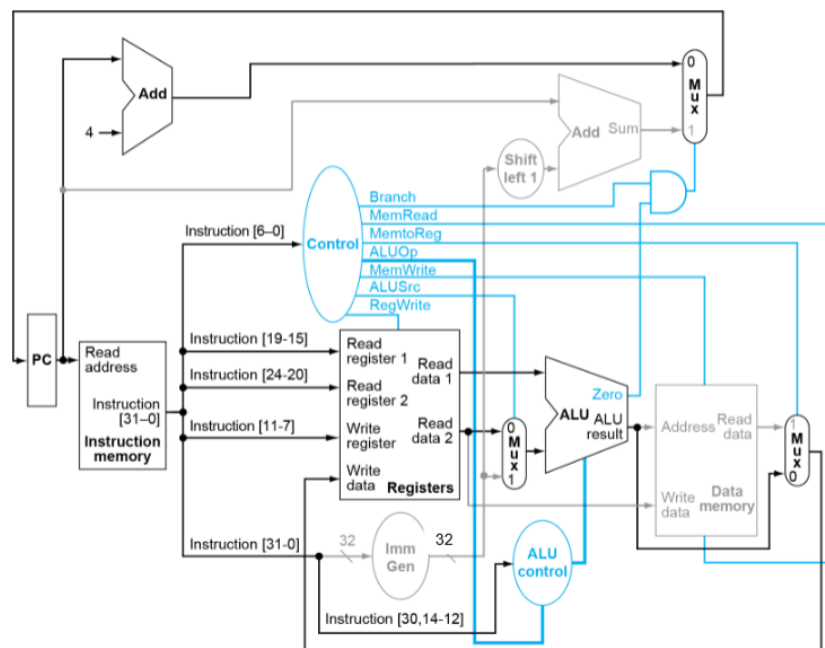 0
M
u
x
1
Add
4
Add Sum
Shift
left 1
Branch
MemRead
MemtoReg
ALUOp
MemWrite
ALUSrc
RegWrite
Control
Instruction [6–0]
PC
Read
address
Instruction
[31–0]
Instruction
memory
Instruction [19-15]
Instruction [24-20]
Instruction [11-7]
Read
register 1
Read
data 1
Read
register 2
Write
register
Read
data 2
Write
data
Registers
0
M
u
x
1
Zero
ALU
ALU
result
Address
Read
data
Write
data
Data
memory
1
M
u
x
0
Instruction [31-0]
32
Imm
Gen
32
ALU
control
Instruction [30,14-12]